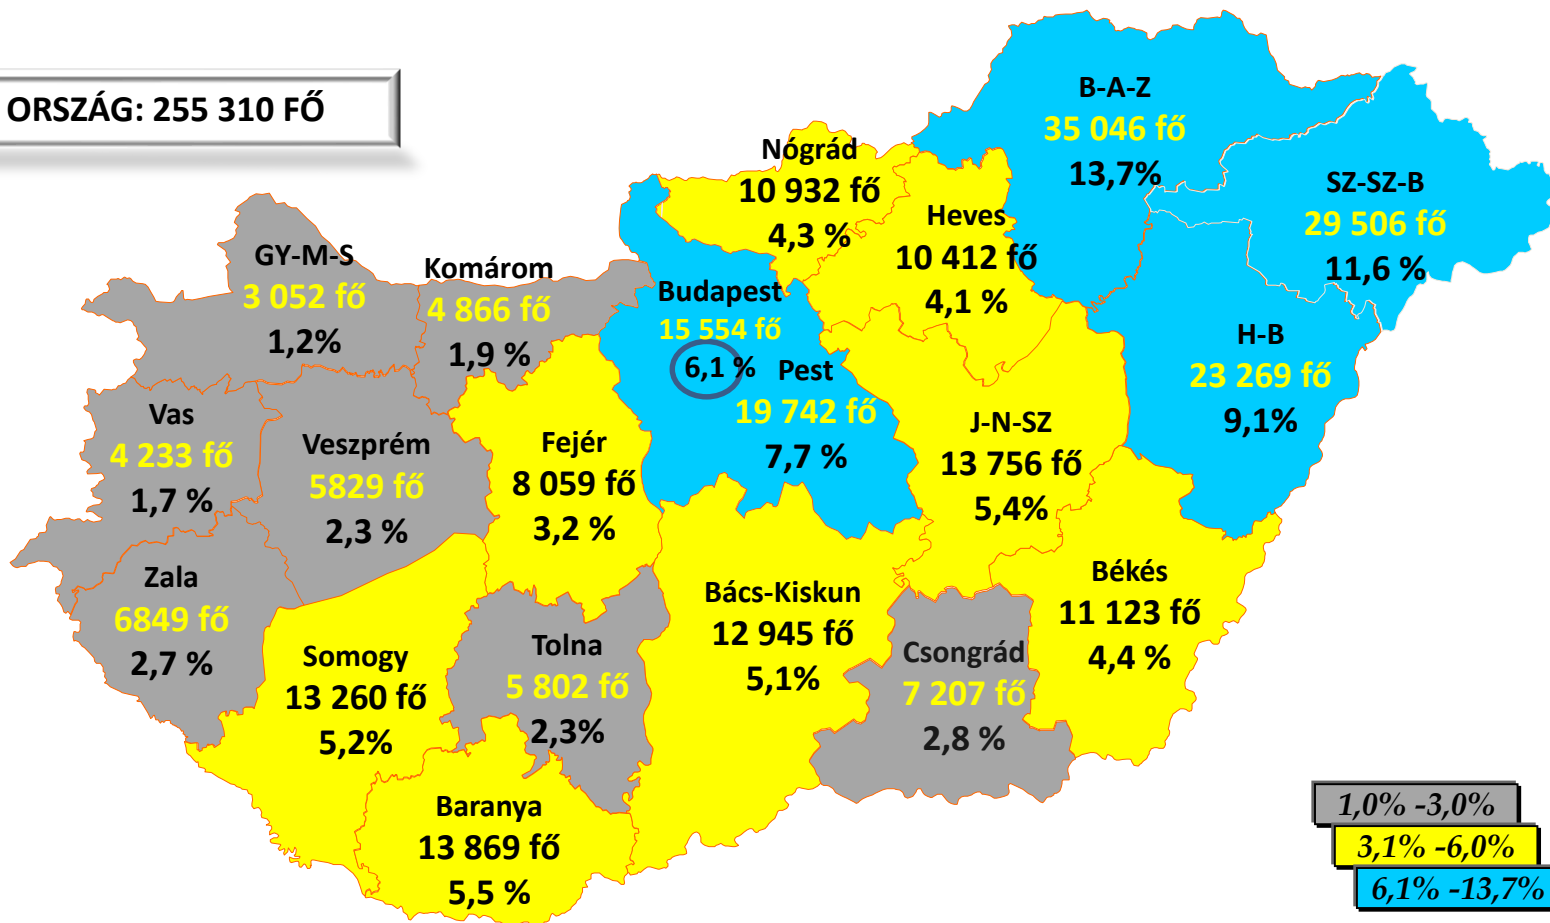 ORSZÁG: 255 310 FŐ
B-A-Z
35 046 fő
13,7%
Nógrád
10 932 fő
4,3 %
SZ-SZ-B
29 506 fő
11,6 %
Heves
10 412 fő
4,1 %
GY-M-S
3 052 fő
1,2%
Komárom
4 866 fő
1,9 %
Budapest
15 554 fő
6,1 %
Pest
19 742 fő
7,7 %
H-B
23 269 fő
9,1%
Vas
4 233 fő
1,7 %
Veszprém
5829 fő
2,3 %
Fejér
8 059 fő
3,2 %
J-N-SZ
13 756 fő
5,4%
Zala
6849 fő
2,7 %
Somogy
13 260 fő
5,2%
Tolna
5 802 fő
2,3%
Bács-Kiskun
12 945 fő
5,1%
Csongrád
7 207 fő
2,8 %
Békés
11 123 fő
4,4 %
Baranya
13 869 fő
5,5 %
1,0% -3,0%
3,1% -6,0%
6,1% -13,7%